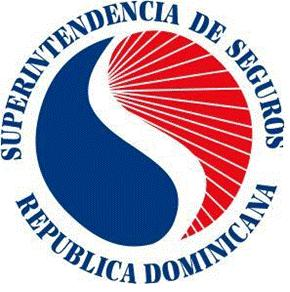 SUPERINTENDENCIA DE SEGUROS
REPUBLICA DOMINICANA